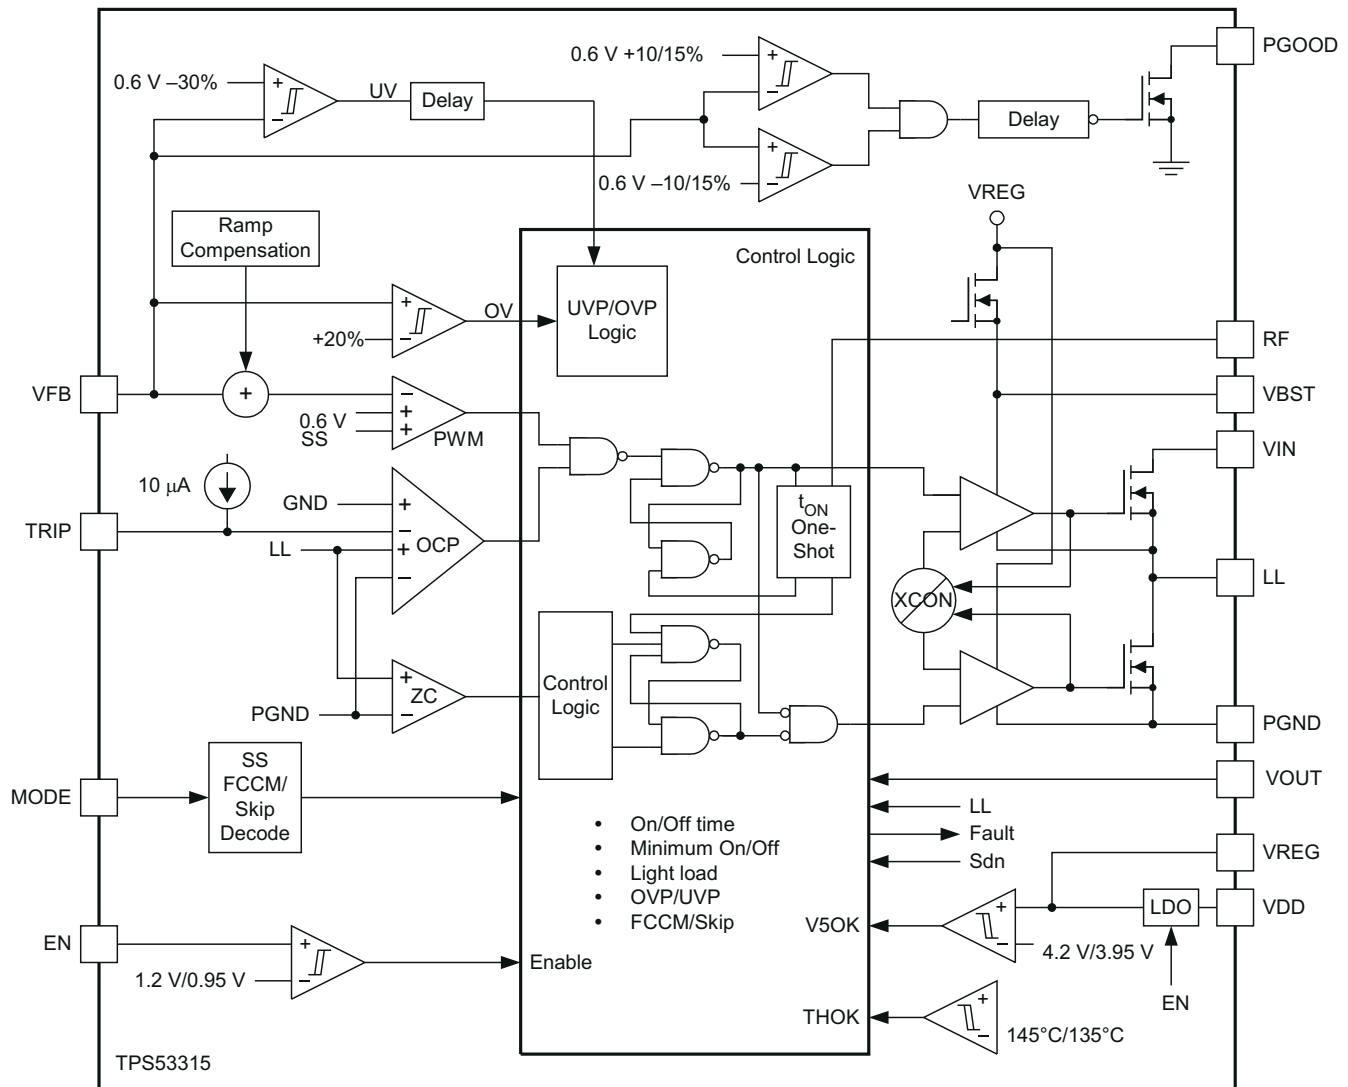 PGOOD
0.6 V +10/15%
+
–
0.6 V –30%
+
–
UV
Delay
Delay
+
–
0.6 V –10/15%
VREG
Ramp
Compensation
Control Logic
UVP/OVP
Logic
+
–
OV
+20%
RF
VFB
+
–
+
+
0.6 V
SS
PWM
VBST
VIN
10 μA
GND
+
–
+
–
OCP
TRIP
LL
tON
One-
Shot
XCON
LL
Control
Logic
+
–
ZC
PGND
PGND
SS
FCCM/
Skip
Decode
MODE
VOUT
LL
Fault
Sdn
• On/Off time
• Minimum On/Off
• Light load
• OVP/UVP
• FCCM/Skip
VREG
LDO
VDD
V5OK
+
–
4.2 V/3.95 V
EN
EN
+
–
1.2 V/0.95 V
Enable
THOK
+
–
145°C/135°C
TPS53315